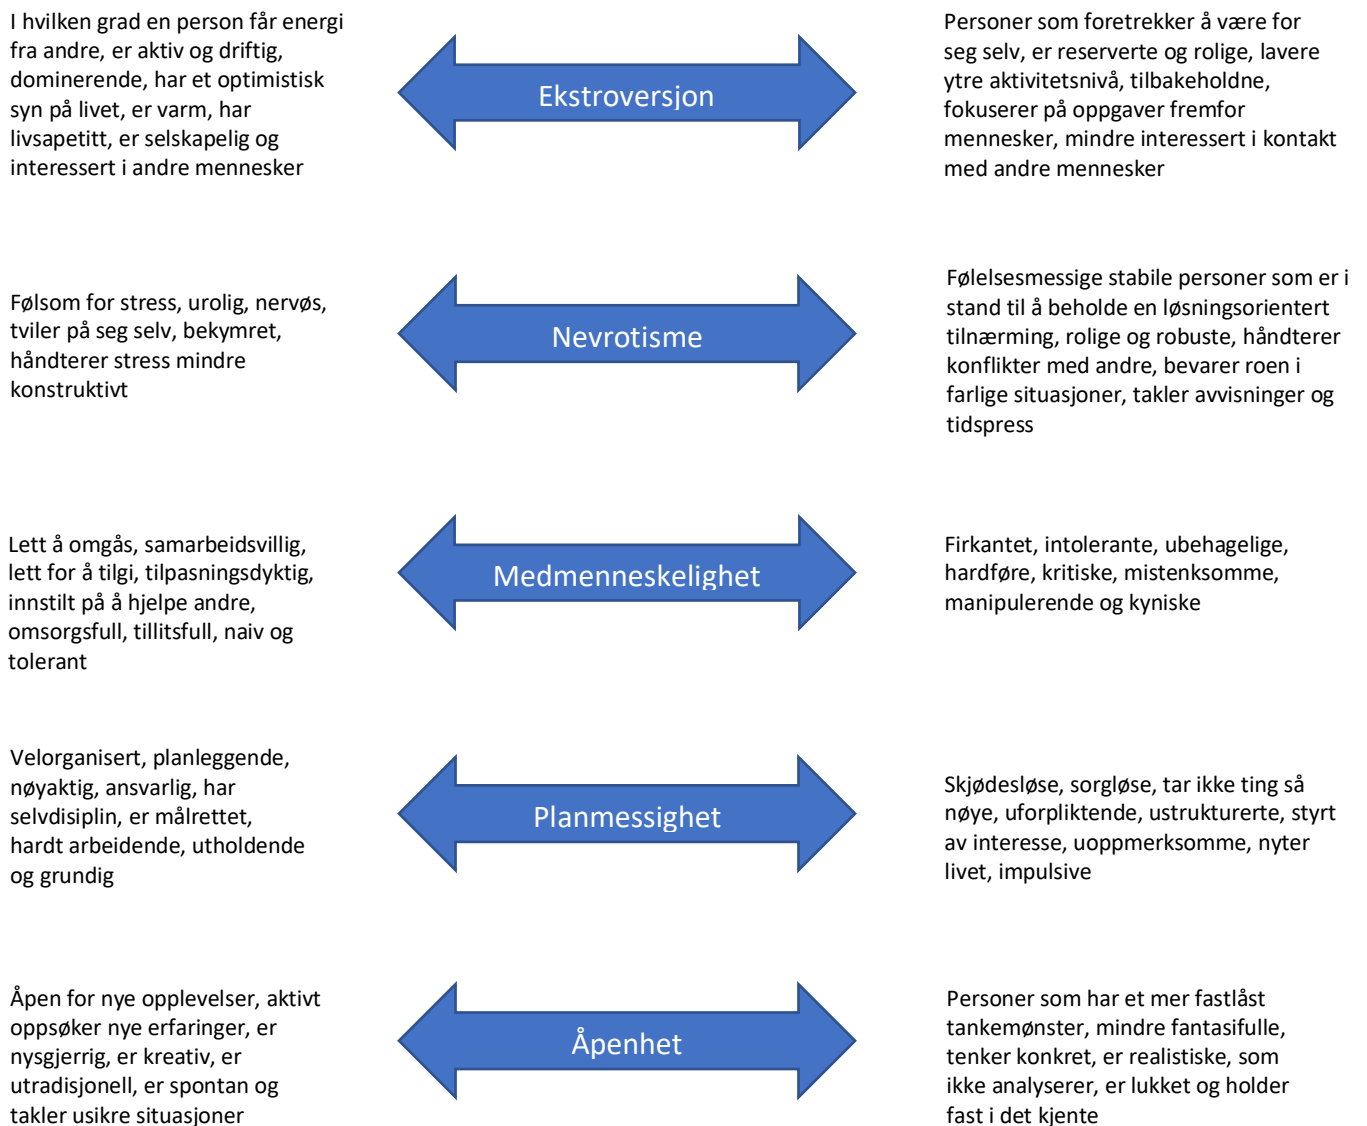 I hvilken grad en person får energi
fra andre, er aktiv og driftig,
dominerende, har et optimistisk
syn på livet, er varm, har
livsapetitt, er selskapelig og
interessert i andre mennesker
Ekstroversjon
Personer som foretrekker å være for
seg selv, er reserverte og rolige, lavere
ytre aktivitetsnivå, tilbakeholdne,
fokuserer på oppgaver fremfor
mennesker, mindre interessert i kontakt
med andre mennesker
Følsom for stress, urolig, nervøs,
tviler på seg selv, bekymret,
håndterer stress mindre
konstruktivt
Nevrotisme
Følelsesmessige stabile personer som er i
stand til å beholde en løsningsorientert
tilnærming, rolige og robuste, håndterer
konflikter med andre, bevarer roen i
farlige situasjoner, takler avvisninger og
tidspress
Lett å omgås, samarbeidsvillig,
lett for å tilgi, tilpasningsdyktig,
innstilt på å hjelpe andre,
omsorgsfull, tillitsfull, naiv og
tolerant
Medmenneskelighet
Firkantet, intolerante, ubehagelige,
hardføre, kritiske, mistenksomme,
manipulerende og kyniske
Velorganisert, planleggende,
nøyaktig, ansvarlig, har
selvdisiplin, er målrettet,
hardt arbeidende, utholdende
og grundig
Planmessighet
Skjødesløse, sorgløse, tar ikke ting så
nøye, uforpliktende, ustrukturerte, styrt
av interesse, uoppmerksomme, nyter
livet, impulsive
Åpen for nye opplevelser, aktivt
oppsøker nye erfaringer, er
nysgjerrig, er kreativ, er
utradisjonell, er spontan og
takler usikre situasjoner
Åpenhet
Personer som har et mer fastlåst
tankemønster, mindre fantasifulle,
tenker konkret, er realistiske, som
ikke analyserer, er lukket og holder
fast i det kjente